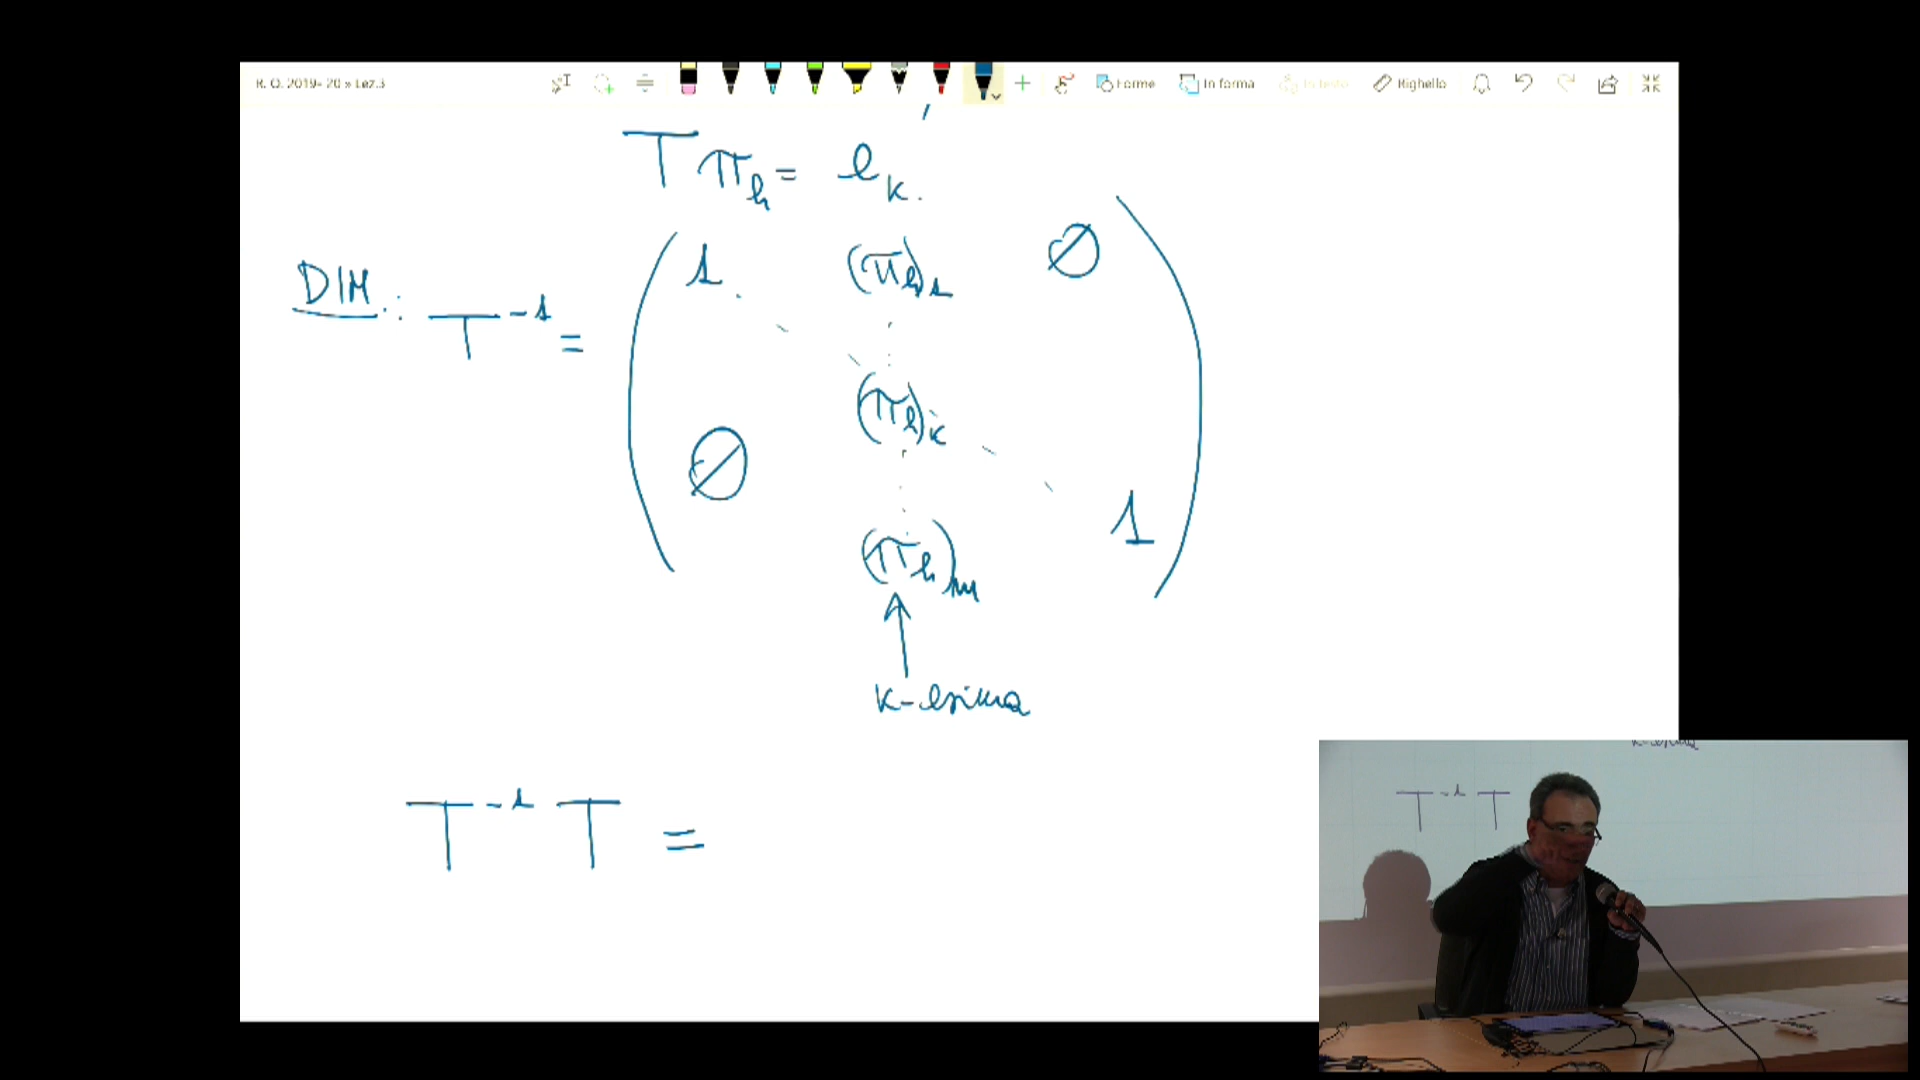 R. O. 2019-20 » Lez.3
Forme
In forma
Righello
T π_h = e_k.
DIM.: T⁻¹ =
1 (π_h)_1 ∅
(π_h)_k
∅
1
(π_h)_m
k-esima
T⁻¹ T =
T⁻¹ T